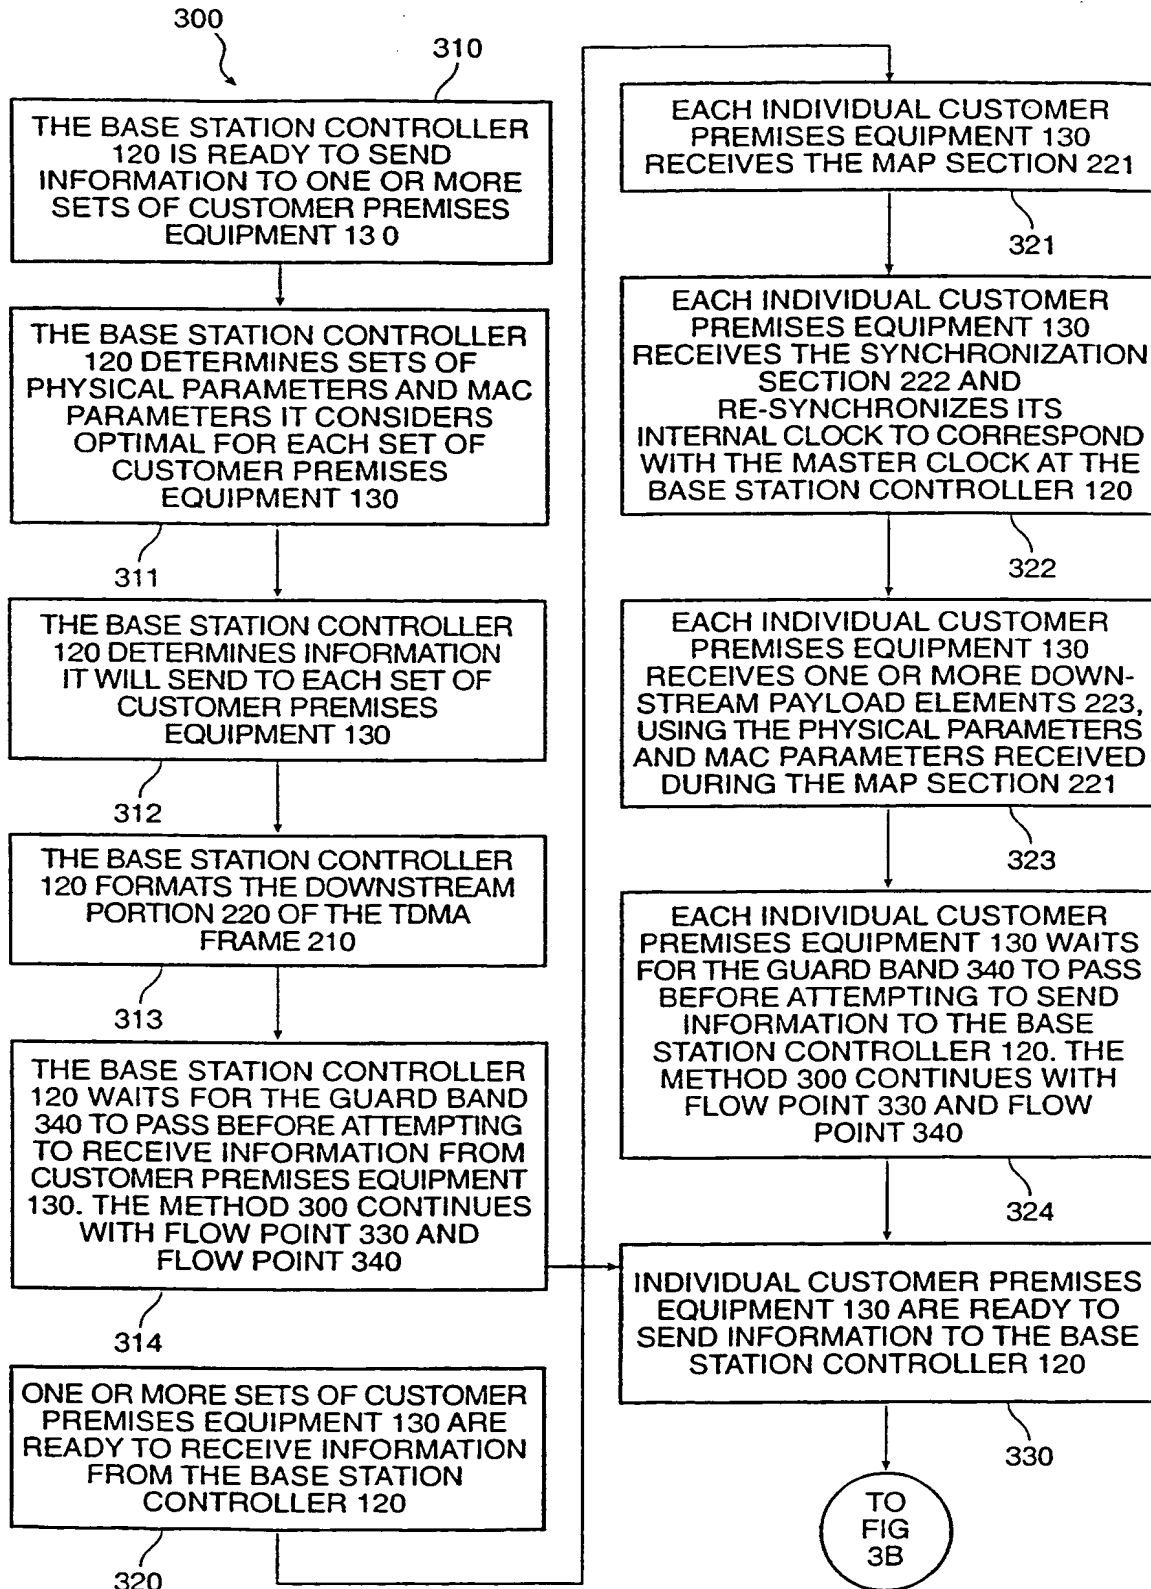 300
310
THE BASE STATION CONTROLLER
120 IS READY TO SEND
INFORMATION TO ONE OR MORE
SETS OF CUSTOMER PREMISES
EQUIPMENT 13 0
THE BASE STATION CONTROLLER
120 DETERMINES SETS OF
PHYSICAL PARAMETERS AND MAC
PARAMETERS IT CONSIDERS
OPTIMAL FOR EACH SET OF
CUSTOMER PREMISES
EQUIPMENT 130
311
THE BASE STATION CONTROLLER
120 DETERMINES INFORMATION
IT WILL SEND TO EACH SET OF
CUSTOMER PREMISES
EQUIPMENT 130
312
THE BASE STATION CONTROLLER
120 FORMATS THE DOWNSTREAM
PORTION 220 OF THE TDMA
FRAME 210
313
THE BASE STATION CONTROLLER
120 WAITS FOR THE GUARD BAND
340 TO PASS BEFORE ATTEMPTING
TO RECEIVE INFORMATION FROM
CUSTOMER PREMISES EQUIPMENT
130. THE METHOD 300 CONTINUES
WITH FLOW POINT 330 AND
FLOW POINT 340
314
ONE OR MORE SETS OF CUSTOMER
PREMISES EQUIPMENT 130 ARE
READY TO RECEIVE INFORMATION
FROM THE BASE STATION
CONTROLLER 120
320
EACH INDIVIDUAL CUSTOMER
PREMISES EQUIPMENT 130
RECEIVES THE MAP SECTION 221
321
EACH INDIVIDUAL CUSTOMER
PREMISES EQUIPMENT 130
RECEIVES THE SYNCHRONIZATION
SECTION 222 AND
RE-SYNCHRONIZES ITS
INTERNAL CLOCK TO CORRESPOND
WITH THE MASTER CLOCK AT THE
BASE STATION CONTROLLER 120
322
EACH INDIVIDUAL CUSTOMER
PREMISES EQUIPMENT 130
RECEIVES ONE OR MORE DOWN-
STREAM PAYLOAD ELEMENTS 223,
USING THE PHYSICAL PARAMETERS
AND MAC PARAMETERS RECEIVED
DURING THE MAP SECTION 221
323
EACH INDIVIDUAL CUSTOMER
PREMISES EQUIPMENT 130 WAITS
FOR THE GUARD BAND 340 TO PASS
BEFORE ATTEMPTING TO SEND
INFORMATION TO THE BASE
STATION CONTROLLER 120. THE
METHOD 300 CONTINUES WITH
FLOW POINT 330 AND FLOW
POINT 340
324
INDIVIDUAL CUSTOMER PREMISES
EQUIPMENT 130 ARE READY TO
SEND INFORMATION TO THE BASE
STATION CONTROLLER 120
330
TO
FIG
3B